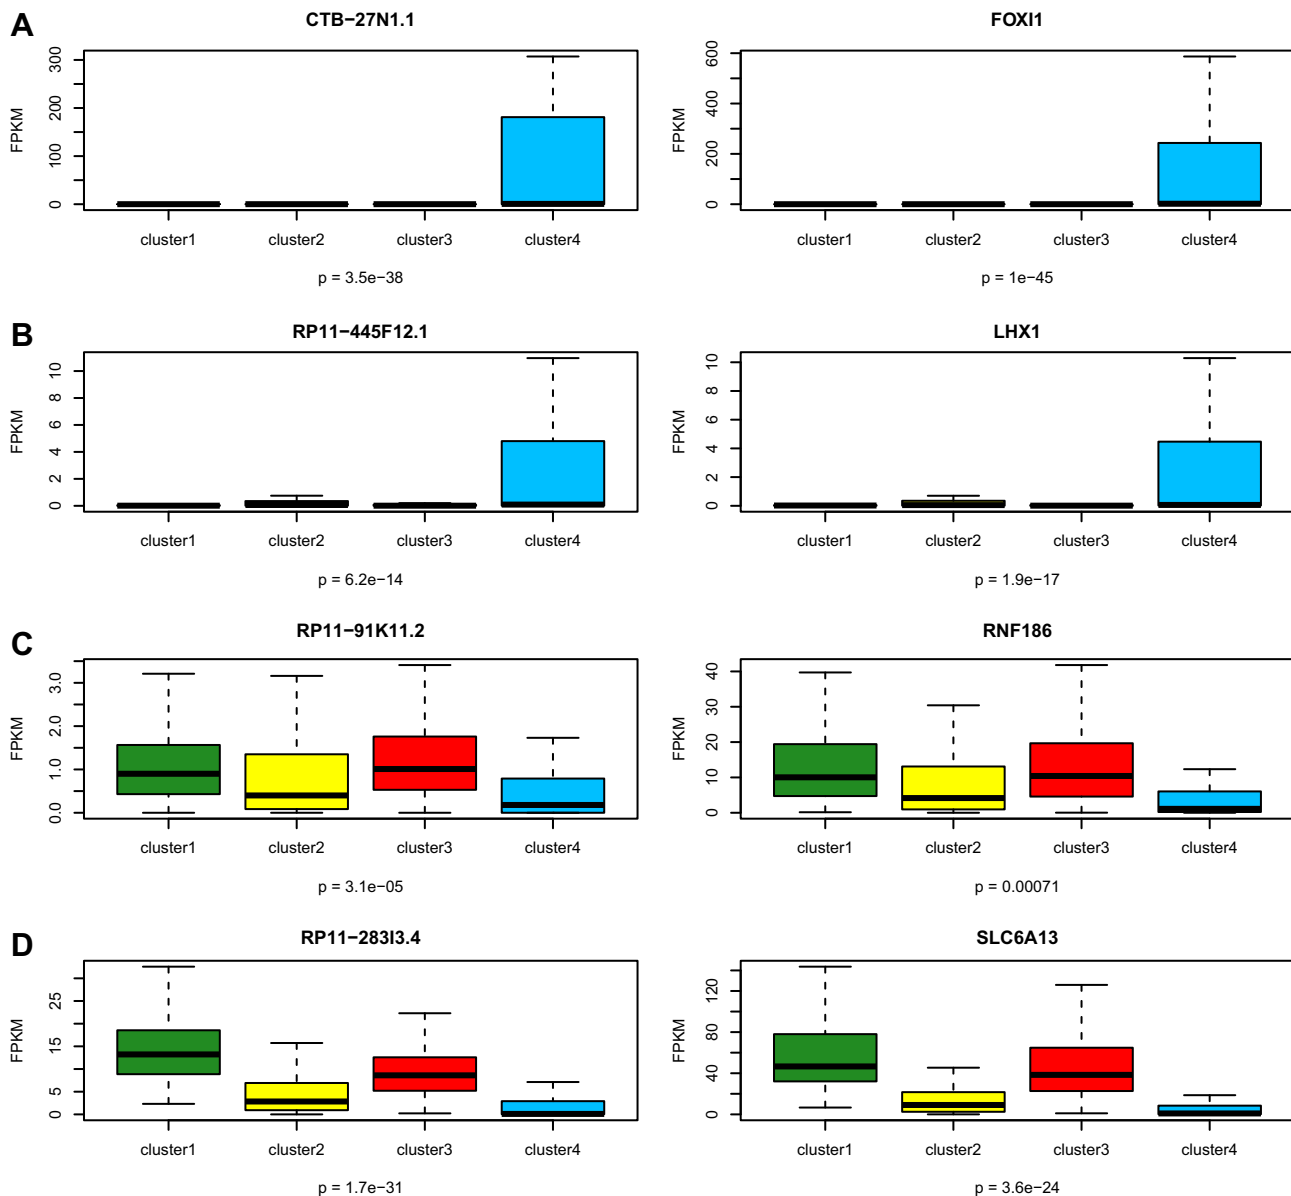 A
CTB−27N1.1
FPKM
300
200
100
0
cluster1 cluster2 cluster3 cluster4
p = 3.5e−38
FOXI1
FPKM
600
400
200
0
cluster1 cluster2 cluster3 cluster4
p = 1e−45
B
RP11−445F12.1
FPKM
10
8
6
4
2
0
cluster1 cluster2 cluster3 cluster4
p = 6.2e−14
LHX1
FPKM
10
8
6
4
2
0
cluster1 cluster2 cluster3 cluster4
p = 1.9e−17
C
RP11−91K11.2
FPKM
3.0
2.0
1.0
0.0
cluster1 cluster2 cluster3 cluster4
p = 3.1e−05
RNF186
FPKM
40
30
20
10
0
cluster1 cluster2 cluster3 cluster4
p = 0.00071
D
RP11−283I3.4
FPKM
25
15
5
0
cluster1 cluster2 cluster3 cluster4
p = 1.7e−31
SLC6A13
FPKM
120
80
40
0
cluster1 cluster2 cluster3 cluster4
p = 3.6e−24